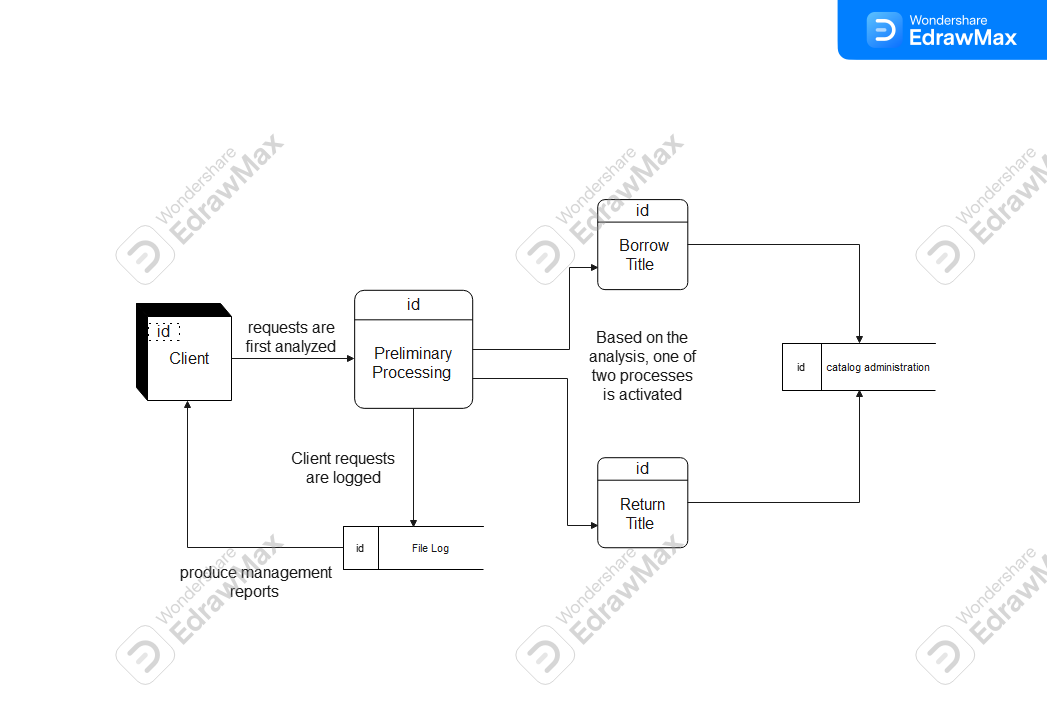 Wondershare
EdrawMax
Wondershare
EdrawMax
Wondershare
EdrawMax
Wondershare
EdrawMax
id
Borrow
Title
id
Client
requests are
first analyzed
id
Preliminary
Processing
Based on the
analysis, one of
two processes
is activated
id
catalog administration
Client requests
are logged
id
Return
Title
id
File Log
produce management
reports
Wondershare
EdrawMax
Wondershare
EdrawMax
Wondershare
EdrawMax